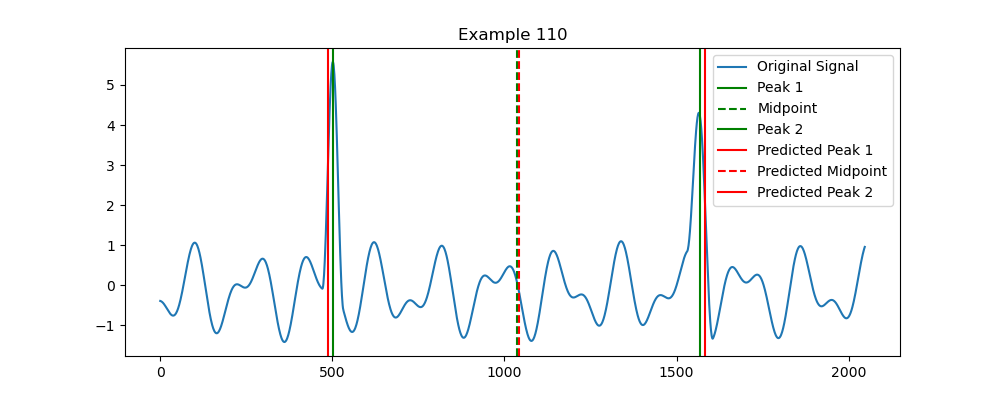 Example 110
Original Signal
Peak 1
Midpoint
Peak 2
Predicted Peak 1
Predicted Midpoint
Predicted Peak 2
5
4
3
2
1
0
−1
0 500 1000 1500 2000